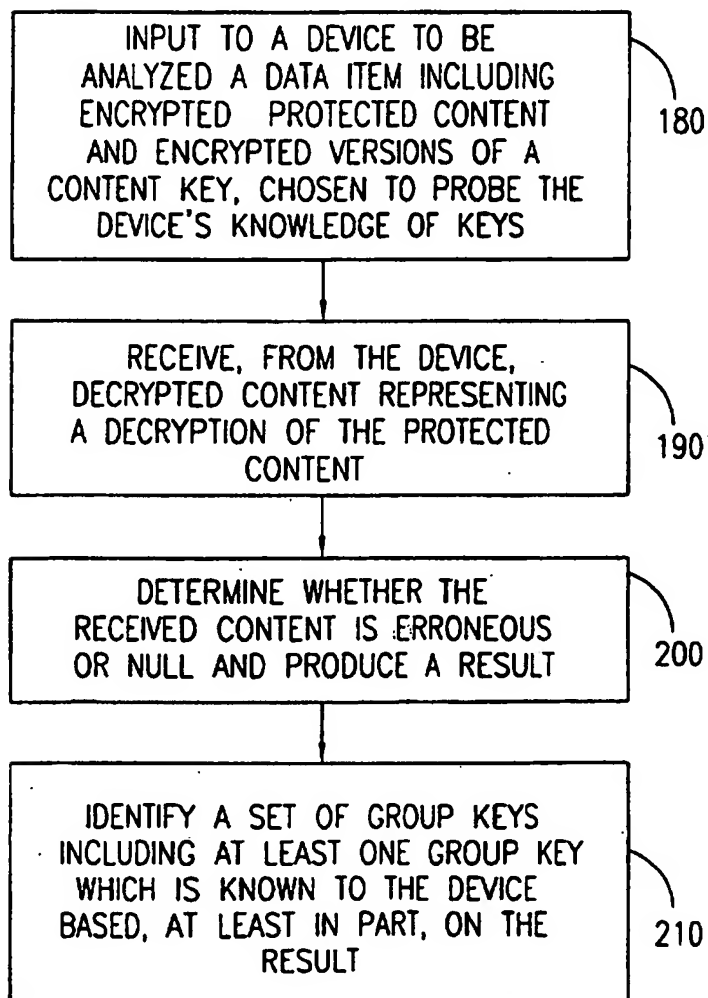 INPUT TO A DEVICE TO BE
ANALYZED A DATA ITEM INCLUDING
ENCRYPTED PROTECTED CONTENT
AND ENCRYPTED VERSIONS OF A
CONTENT KEY, CHOSEN TO PROBE THE
DEVICE'S KNOWLEDGE OF KEYS
180
RECEIVE, FROM THE DEVICE,
DECRYPTED CONTENT REPRESENTING
A DECRYPTION OF THE PROTECTED
CONTENT
190
DETERMINE WHETHER THE
RECEIVED CONTENT IS ERRONEOUS
OR NULL AND PRODUCE A RESULT
200
IDENTIFY A SET OF GROUP KEYS
INCLUDING AT LEAST ONE GROUP KEY
WHICH IS KNOWN TO THE DEVICE
BASED, AT LEAST IN PART, ON THE
RESULT
210